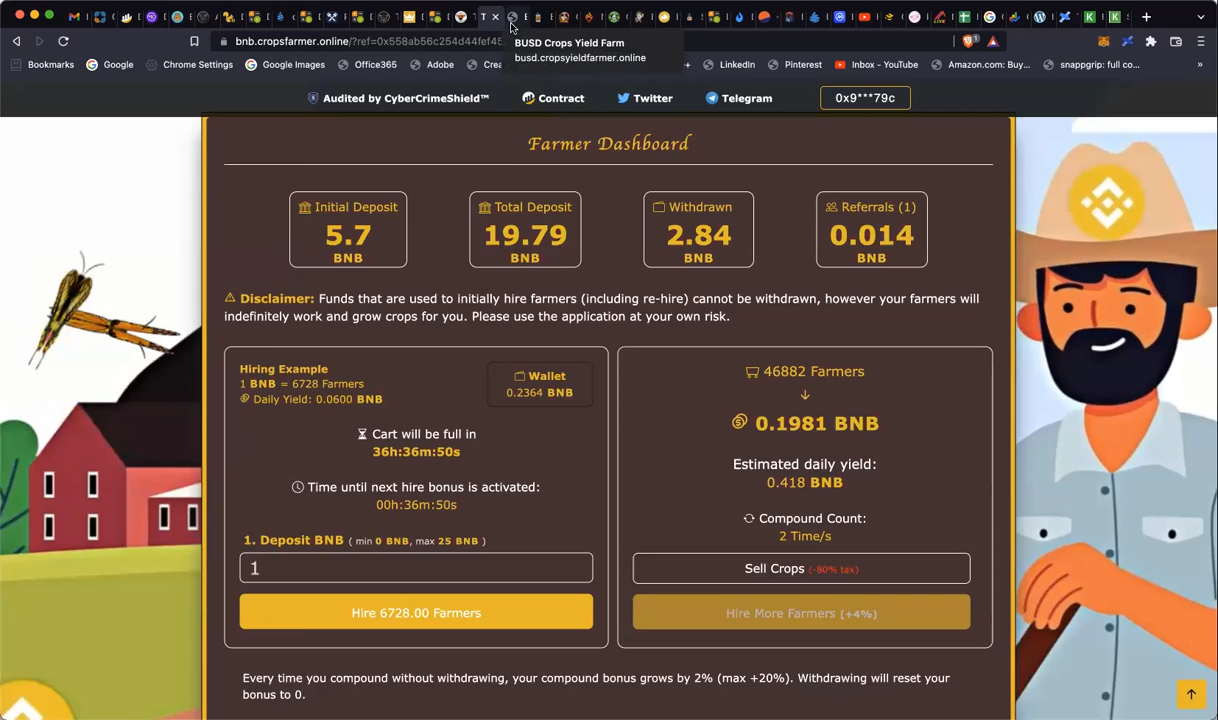 T
BUSD Crops Yield Farm
busd.cropsyieldfarmer.online
bnb.cropsfarmer.online/?ref=0x558ab56c254d44fef45
Bookmarks
Google
Chrome Settings
Google Images
Office365
Adobe
LinkedIn
Pinterest
Inbox - YouTube
Amazon.com: Buy...
snappgrip: full co...
»
Audited by CyberCrimeShield™
Contract
Twitter
Telegram
0x9***79c
Farmer Dashboard
Initial Deposit
5.7
BNB
Total Deposit
19.79
BNB
Withdrawn
2.84
BNB
Referrals (1)
0.014
BNB
Disclaimer: Funds that are used to initially hire farmers (including re-hire) cannot be withdrawn, however your farmers will
indefinitely work and grow crops for you. Please use the application at your own risk.
Hiring Example
1 BNB = 6728 Farmers
Daily Yield: 0.0600 BNB
Wallet
0.2364 BNB
Cart will be full in
36h:36m:50s
Time until next hire bonus is activated:
00h:36m:50s
1. Deposit BNB ( min 0 BNB, max 25 BNB )
1
Hire 6728.00 Farmers
46882 Farmers
↓
0.1981 BNB
Estimated daily yield:
0.418 BNB
Compound Count:
2 Time/s
Sell Crops (-80% tax)
Hire More Farmers (+4%)
Every time you compound without withdrawing, your compound bonus grows by 2% (max +20%). Withdrawing will reset your
bonus to 0.